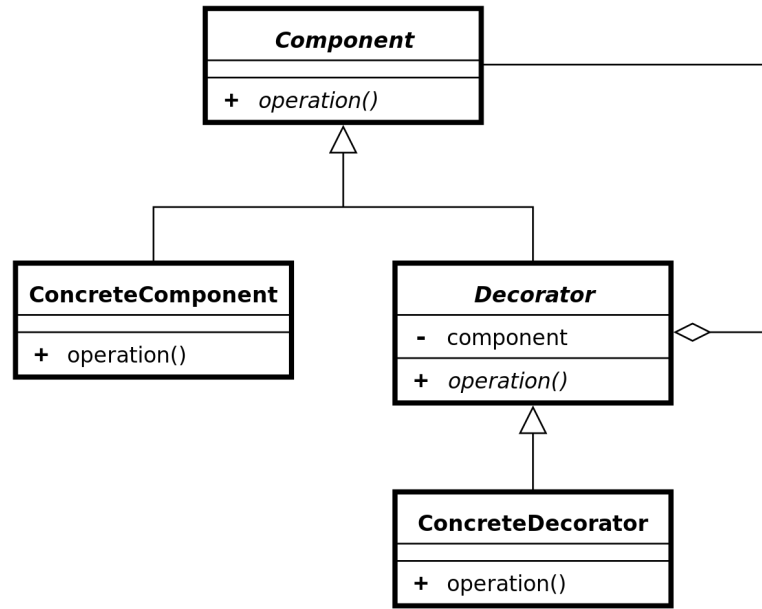 Component
+ operation()
ConcreteComponent
+ operation()
Decorator
- component
+ operation()
ConcreteDecorator
+ operation()